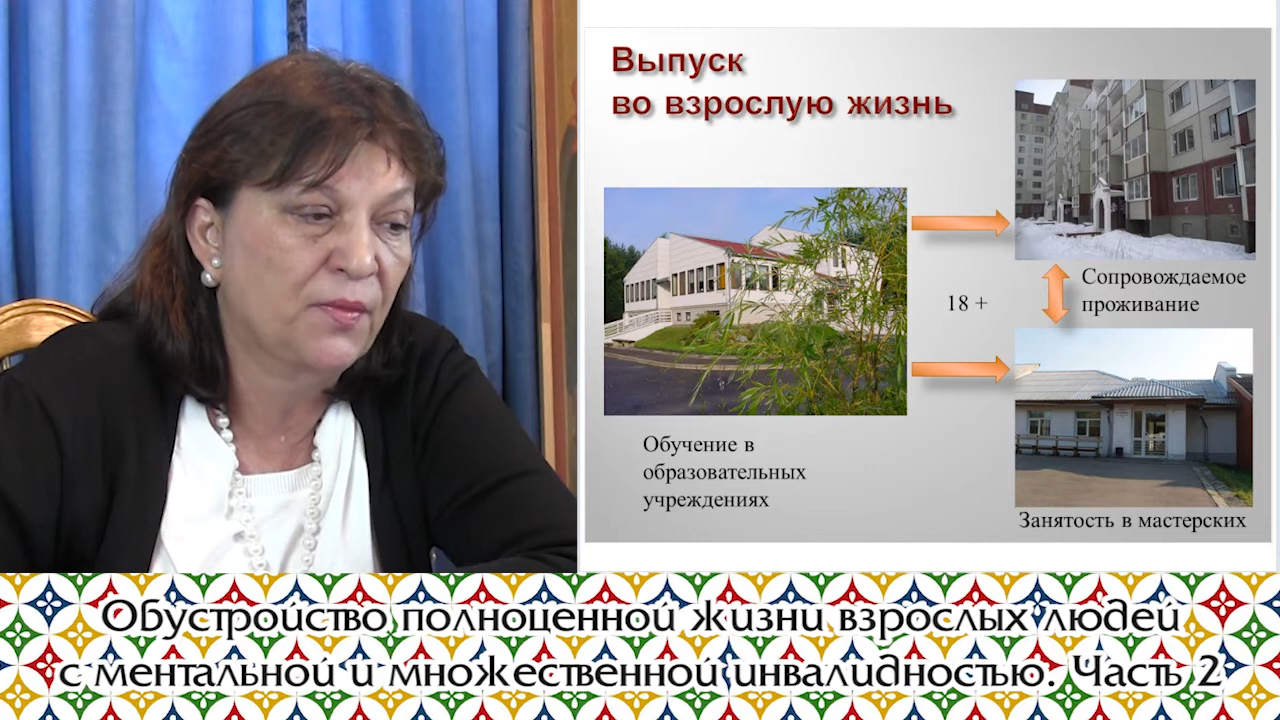 Выпуск
во взрослую жизнь
18 +
Сопровождаемое
проживание
Обучение в
образовательных
учреждениях
Занятость в мастерских
Обустройство полноценной жизни взрослых людей
с ментальной и множественной инвалидностью. Часть 2